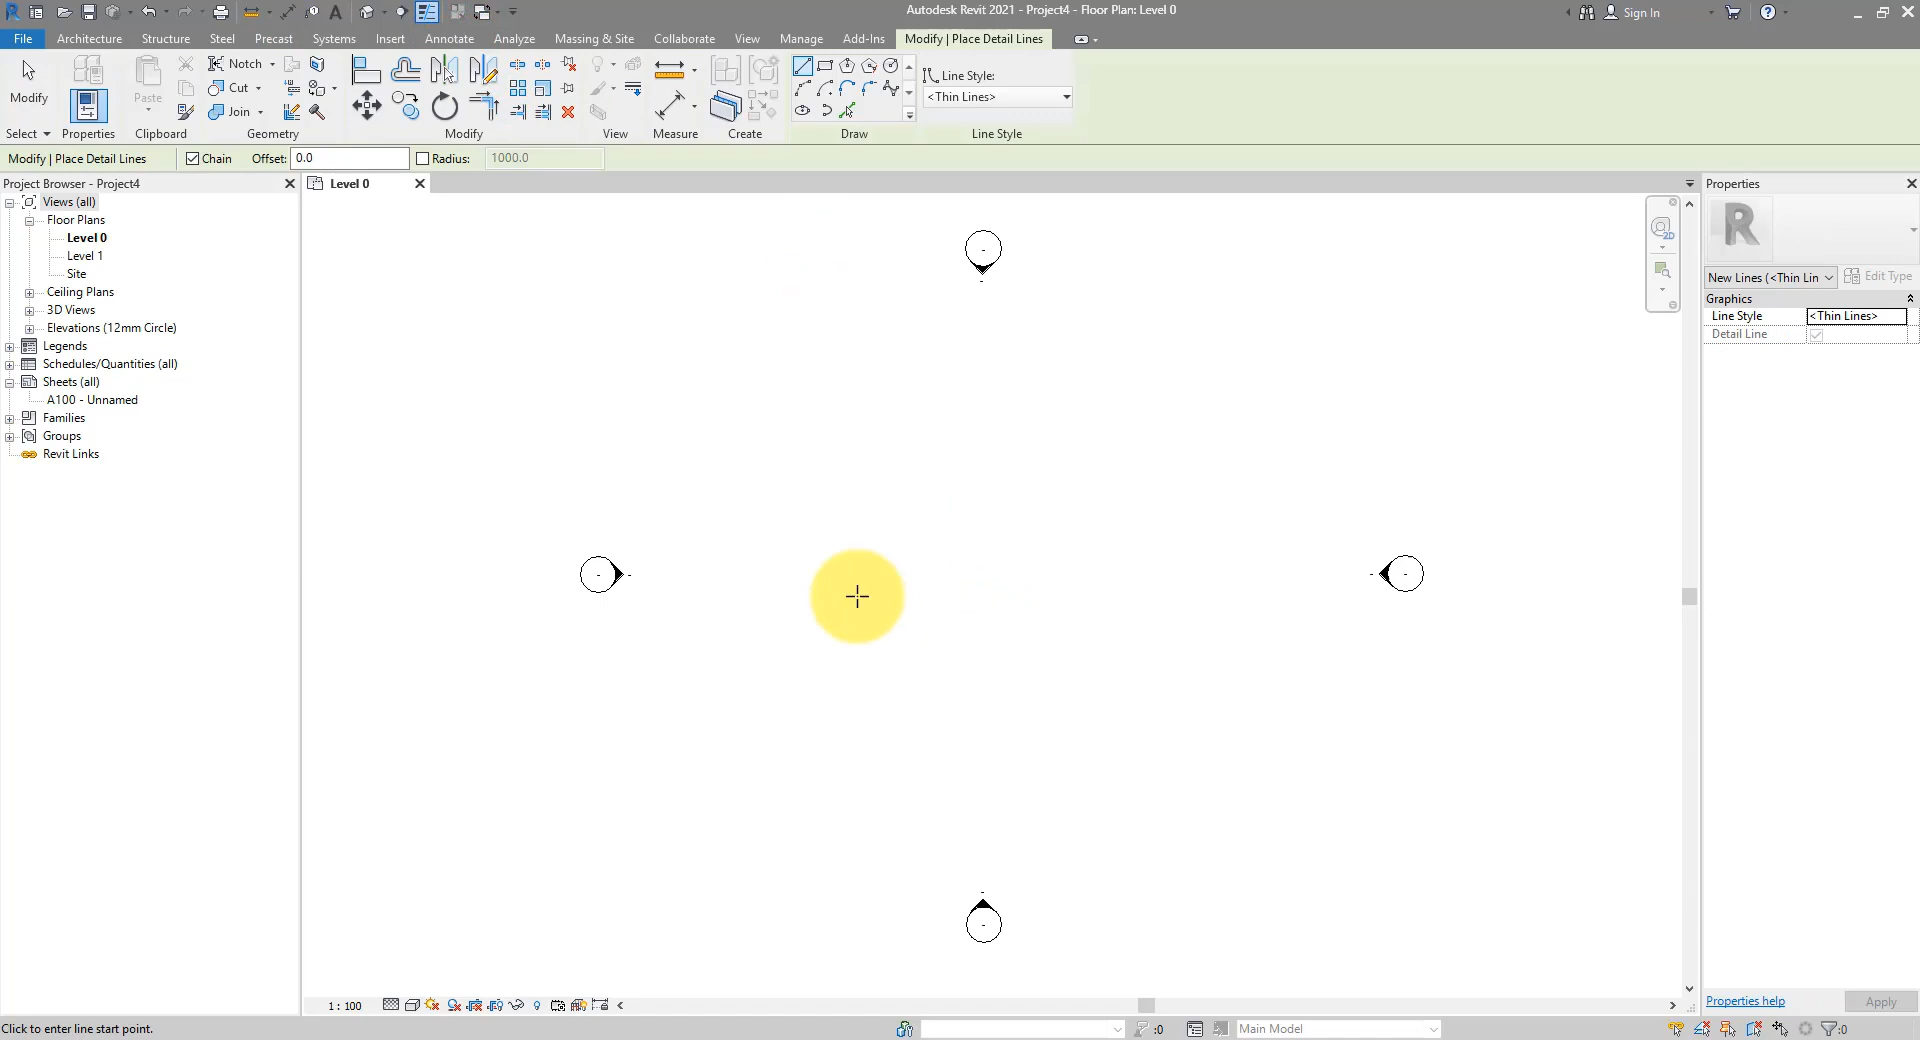 Autodesk Revit 2021 - Project4 - Floor Plan: Level 0
Sign In
File Architecture Structure Steel Precast Systems Insert Annotate Analyze Massing & Site Collaborate View Manage Add-Ins Modify | Place Detail Lines
Modify
Paste
Notch
Cut
Join
Line Style:
<Thin Lines>
Select Properties Clipboard Geometry Modify View Measure Create Draw Line Style
Modify | Place Detail Lines Chain Offset: 0.0 Radius: 1000.0
Project Browser - Project4
Level 0
Properties
Views (all)
Floor Plans
Level 0
Level 1
Site
Ceiling Plans
3D Views
Elevations (12mm Circle)
Legends
Schedules/Quantities (all)
Sheets (all)
A100 - Unnamed
Families
Groups
Revit Links
2D
R
New Lines (<Thin Lin Edit Type
Graphics
Line Style <Thin Lines>
Detail Line
1 : 100
Properties help Apply
Click to enter line start point.
:0
Main Model
:0